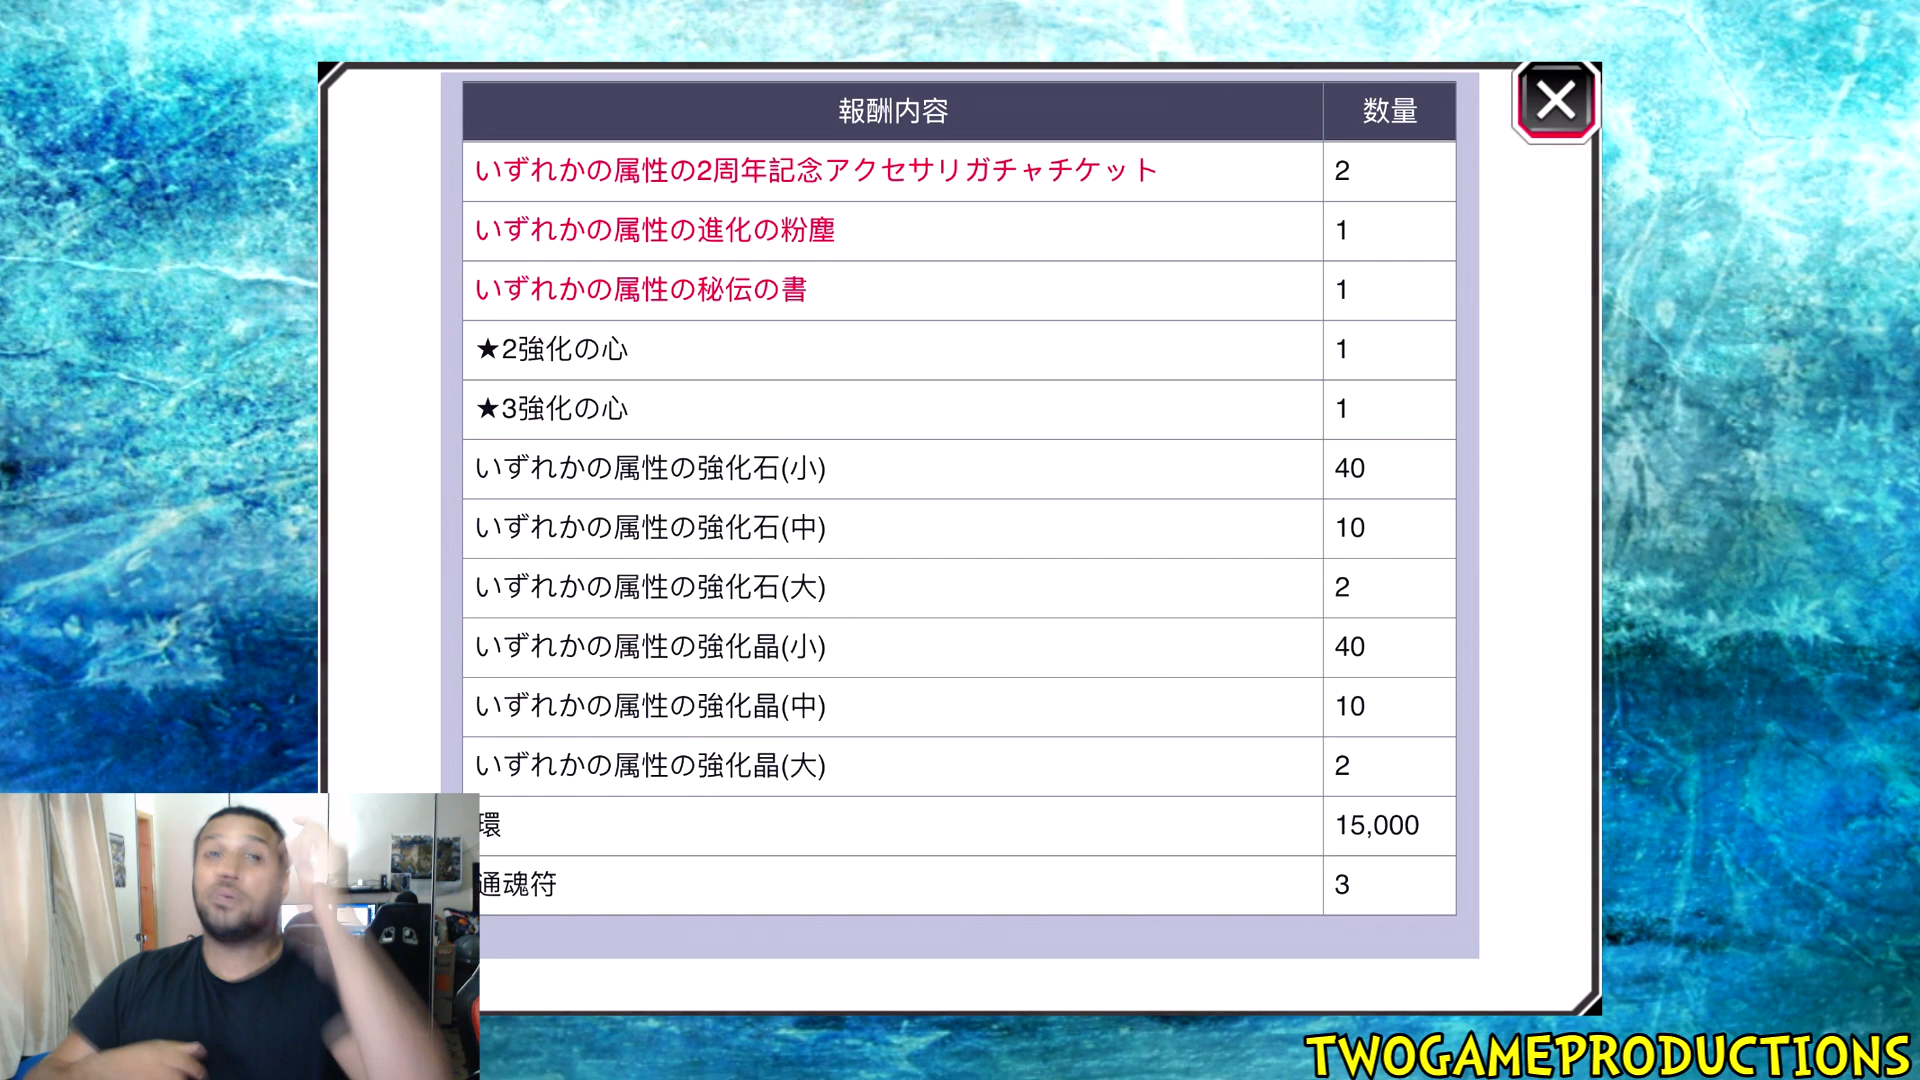 報酬内容 数量
いずれかの属性の2周年記念アクセサリガチャチケット 2
いずれかの属性の進化の粉塵 1
いずれかの属性の秘伝の書 1
★2強化の心 1
★3強化の心 1
いずれかの属性の強化石(小) 40
いずれかの属性の強化石(中) 10
いずれかの属性の強化石(大) 2
いずれかの属性の強化晶(小) 40
いずれかの属性の強化晶(中) 10
いずれかの属性の強化晶(大) 2
環 15,000
通魂符 3
TWOGAMEPRODUCTIONS